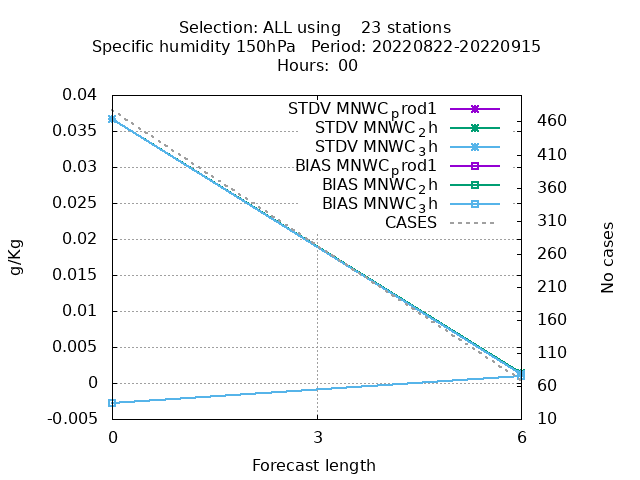 Selection: ALL using    23 stations
Specific humidity 150hPa   Period: 20220822-20220915
Hours: 00
STDV MNWC_prod1
STDV MNWC_2h
STDV MNWC_3h
BIAS MNWC_prod1
BIAS MNWC_2h
BIAS MNWC_3h
CASES
0.04
0.035
0.03
0.025
0.02
0.015
0.01
0.005
0
-0.005
460
410
360
310
260
210
160
110
60
10
g/Kg
No cases
0 3 6
Forecast length